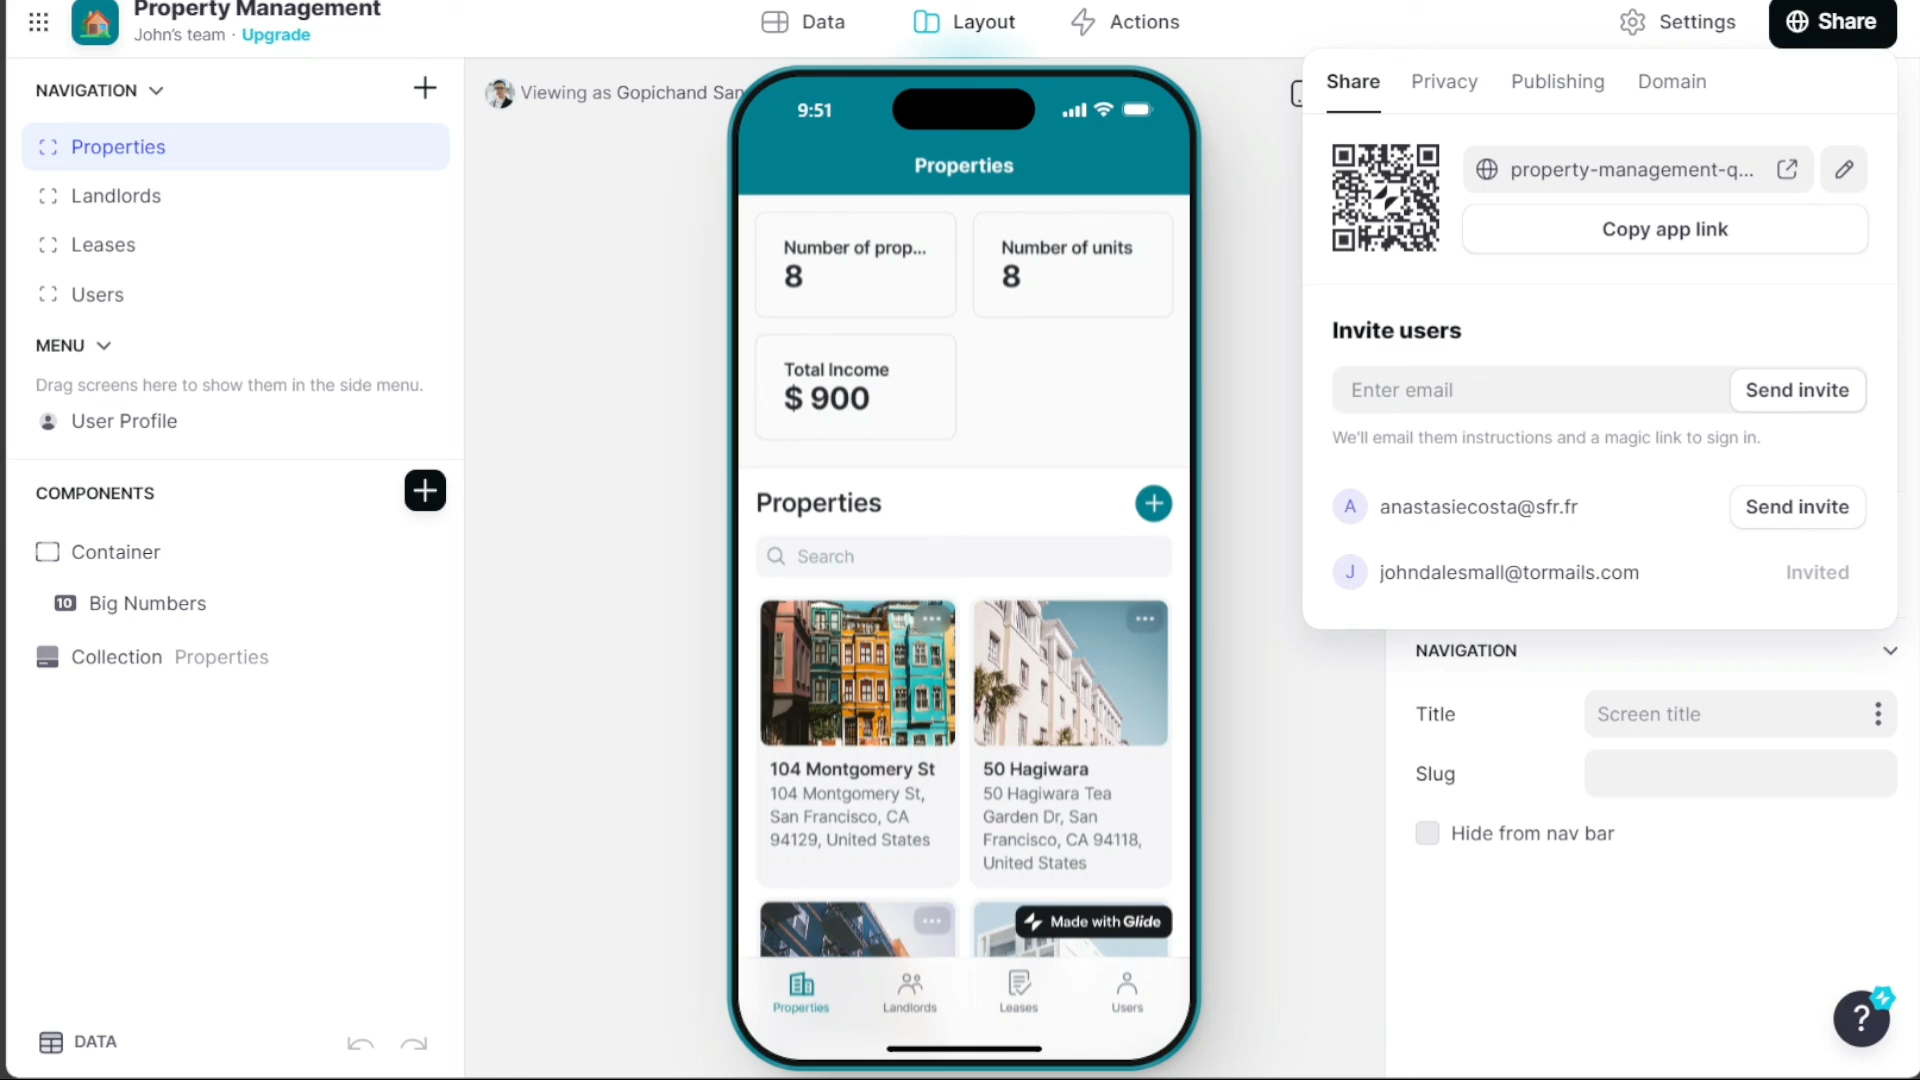 Property Management
John's team · Upgrade
Data
Layout
Actions
Settings
Share
NAVIGATION
Properties
Landlords
Leases
Users
MENU
Drag screens here to show them in the side menu.
User Profile
COMPONENTS
Container
10 Big Numbers
Collection Properties
DATA
Viewing as Gopichand San
9:51
Properties
Number of prop...
8
Number of units
8
Total Income
$ 900
Properties
Search
104 Montgomery St
104 Montgomery St,
San Francisco, CA
94129, United States
50 Hagiwara
50 Hagiwara Tea
Garden Dr, San
Francisco, CA 94118,
United States
Made with Glide
Properties
Landlords
Leases
Users
Share
Privacy
Publishing
Domain
property-management-q...
Copy app link
Invite users
Enter email
Send invite
We'll email them instructions and a magic link to sign in.
A anastasiecosta@sfr.fr
Send invite
J johndalesmall@tormails.com
Invited
NAVIGATION
Title
Screen title
Slug
Hide from nav bar
?